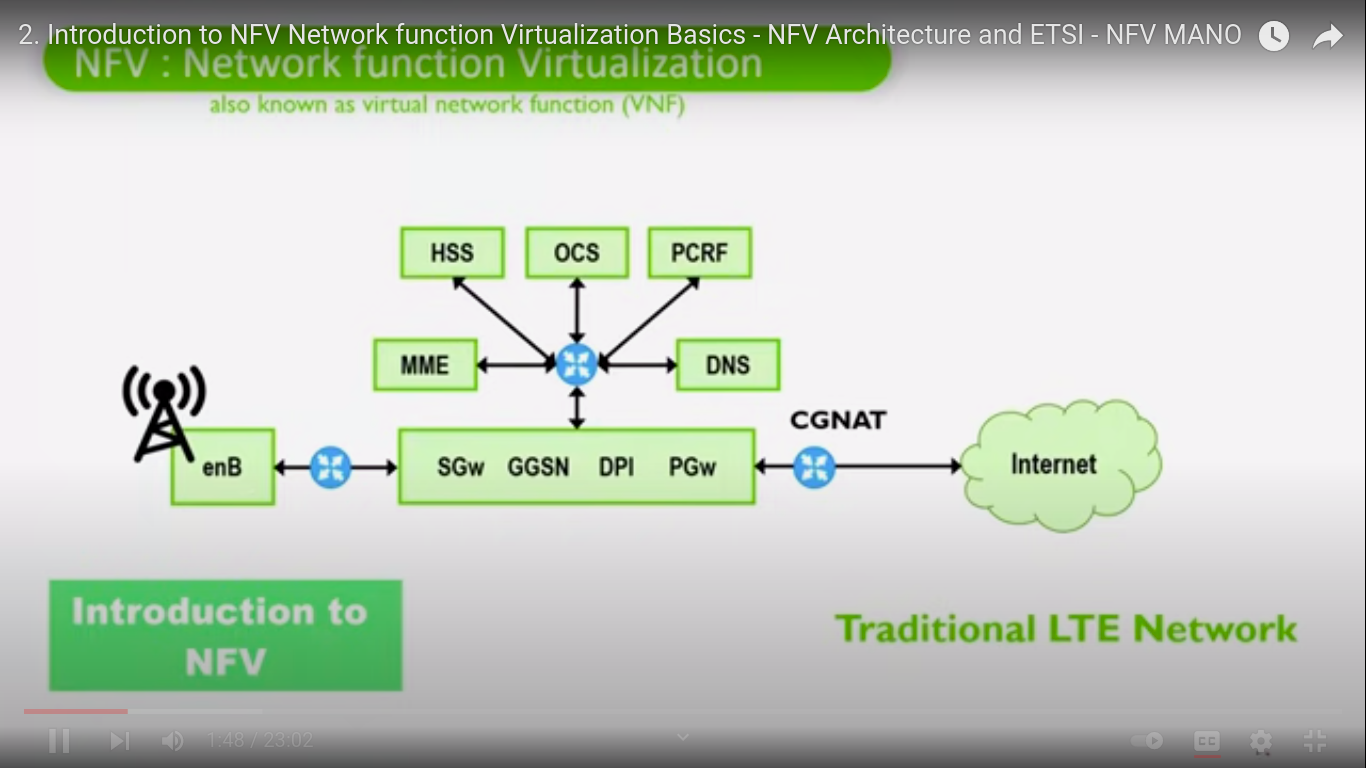 2. Introduction to NFV Network function Virtualization Basics - NFV Architecture and ETSI - NFV MANO
NFV : Network function Virtualization
also known as virtual network function (VNF)
HSS OCS PCRF
MME DNS
CGNAT
enB SGw GGSN DPI PGw Internet
Introduction to
NFV
Traditional LTE Network
1:48 / 23:02
CC